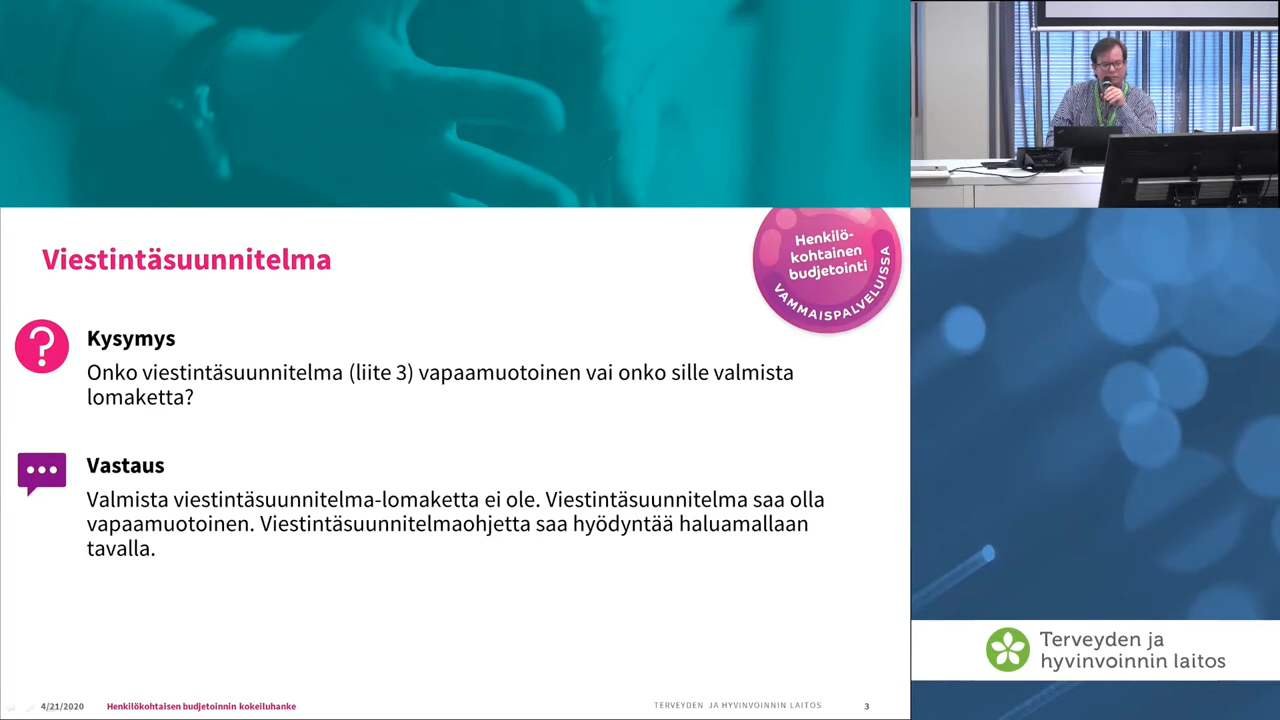 Henkilö-
kohtainen
budjetointi
VAMMAISPALVELUISSA
Viestintäsuunnitelma
Kysymys
Onko viestintäsuunnitelma (liite 3) vapaamuotoinen vai onko sille valmista
lomaketta?
Vastaus
Valmista viestintäsuunnitelma-lomaketta ei ole. Viestintäsuunnitelma saa olla
vapaamuotoinen. Viestintäsuunnitelmaohjetta saa hyödyntää haluamallaan
tavalla.
Terveyden ja
hyvinvoinnin laitos
4/21/2020
Henkilökohtaisen budjetoinnin kokeiluhanke
TERVEYDEN JA HYVINVOINNIN LAITOS
3